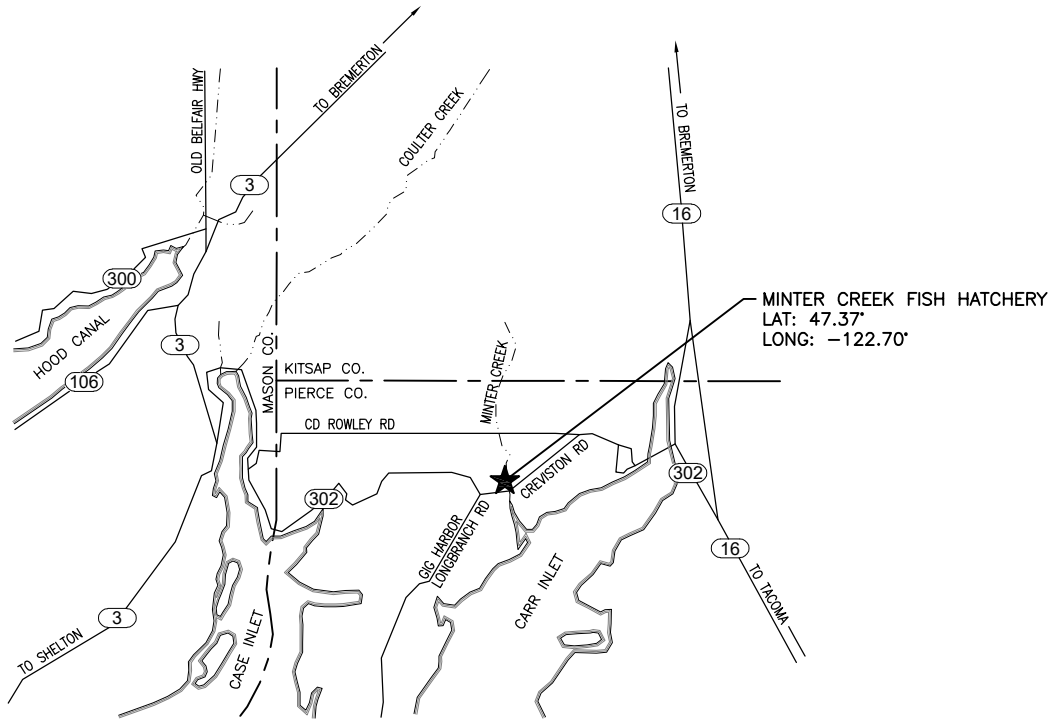 TO BREMERTON
OLD BELFAIR HWY
COULTER CREEK
TO BREMERTON
3
16
300
MINTER CREEK FISH HATCHERY
LAT: 47.37°
LONG: -122.70°
HOOD CANAL
3
106
MASON CO.
KITSAP CO.
PIERCE CO.
MINTER CREEK
CD ROWLEY RD
CREVISTON RD
302
302
GIG HARBOR
LONGBRANCH RD
16
CARR INLET
TO TACOMA
3
TO SHELTON
CASE INLET